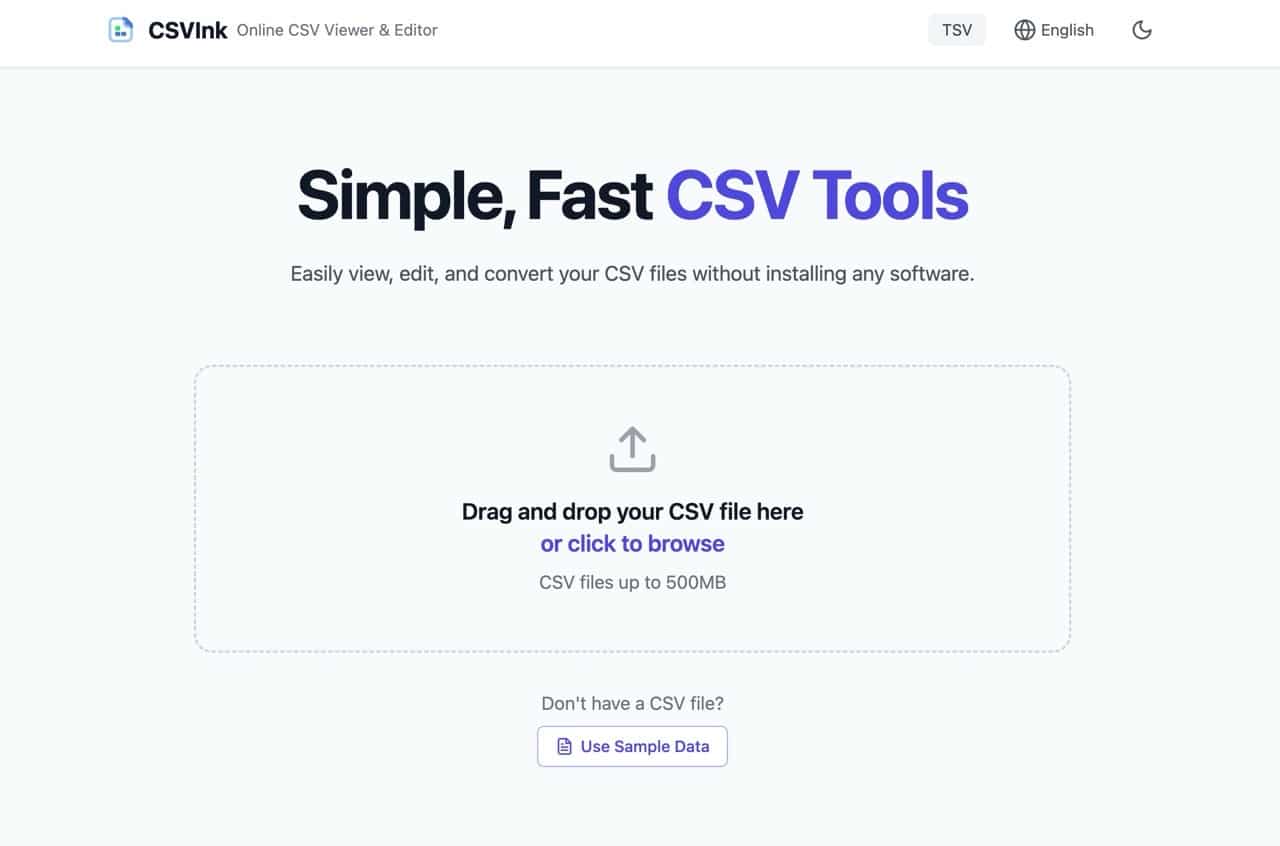 CSVInk Online CSV Viewer & Editor
TSV
English
Simple, Fast CSV Tools
Easily view, edit, and convert your CSV files without installing any software.
Drag and drop your CSV file here
or click to browse
CSV files up to 500MB
Don't have a CSV file?
Use Sample Data